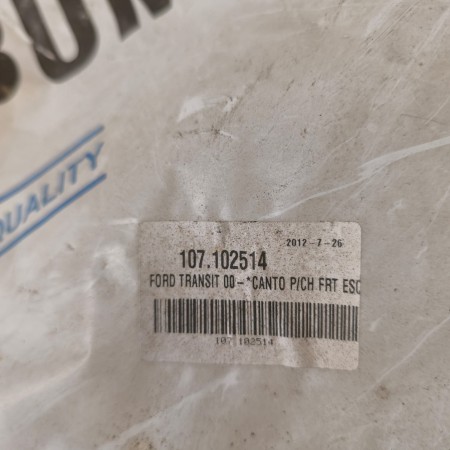 QUALITY
2012-7-26
107.102514
FORD TRANSIT 00-*CANTO P/CH FRT ESC
107 102514